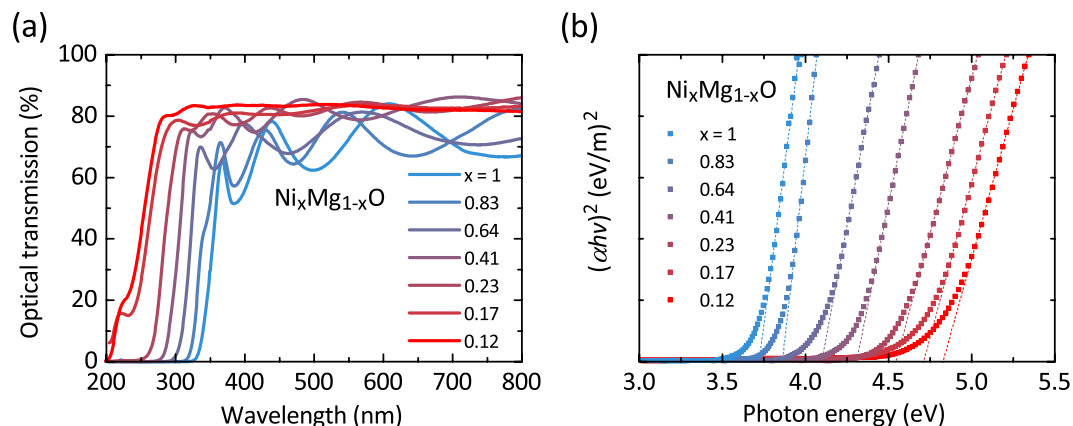 (a)
Optical transmission (%)
100
80
60
40
20
0
200 300 400 500 600 700 800
Wavelength (nm)
NixMg1-xO
x = 1
0.83
0.64
0.41
0.23
0.17
0.12
(b)
(αhν)2 (eV/m)2
NixMg1-xO
x = 1
0.83
0.64
0.41
0.23
0.17
0.12
3.0 3.5 4.0 4.5 5.0 5.5
Photon energy (eV)